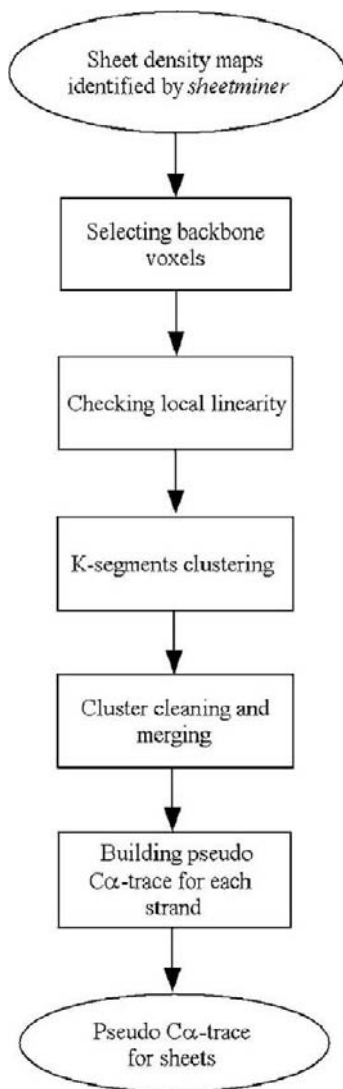 Sheet density maps
identified by sheetminer
Selecting backbone
voxels
Checking local linearity
K-segments clustering
Cluster cleaning and
merging
Building pseudo
Cα-trace for each
strand
Pseudo Cα-trace
for sheets